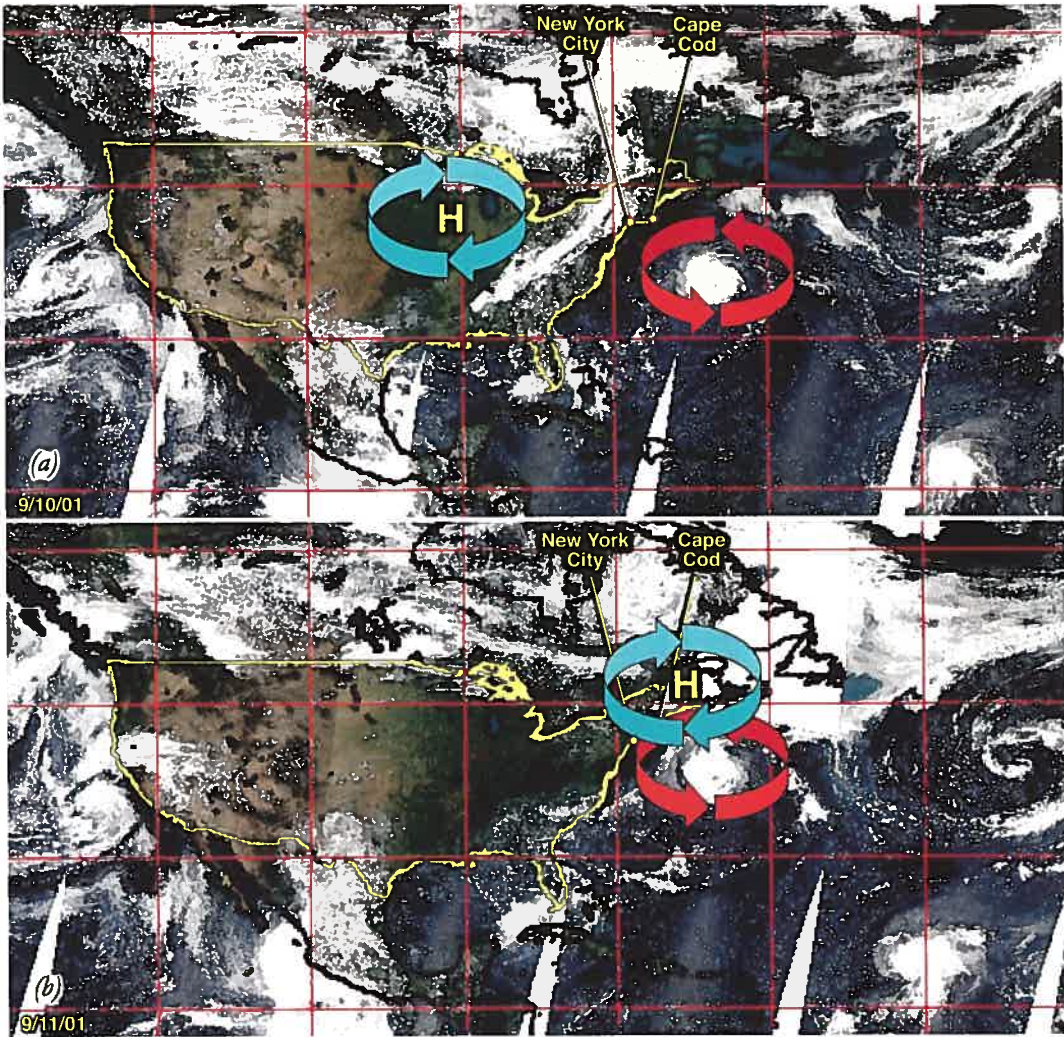 New York
City
Cape
Cod
H
(a)
9/10/01
New York
City
Cape
Cod
H
(b)
9/11/01